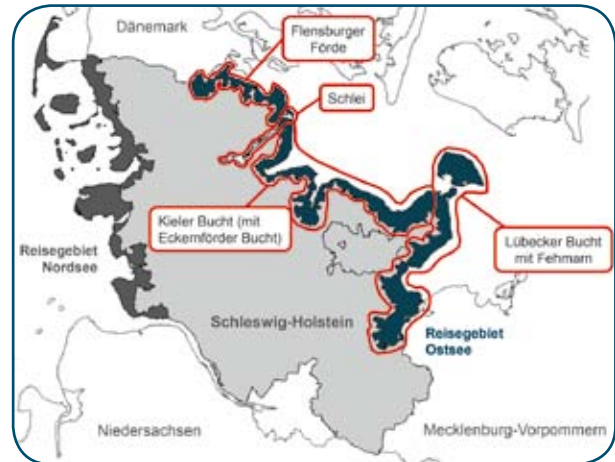 Dänemark
Flensburger
Förde
Schlei
Kieler Bucht (mit
Eckernförder Bucht)
Lübecker Bucht
mit Fehmarn
Reisegebiet
Nordsee
Schleswig-Holstein
Reisegebiet
Ostsee
Niedersachsen
Mecklenburg-Vorpommern